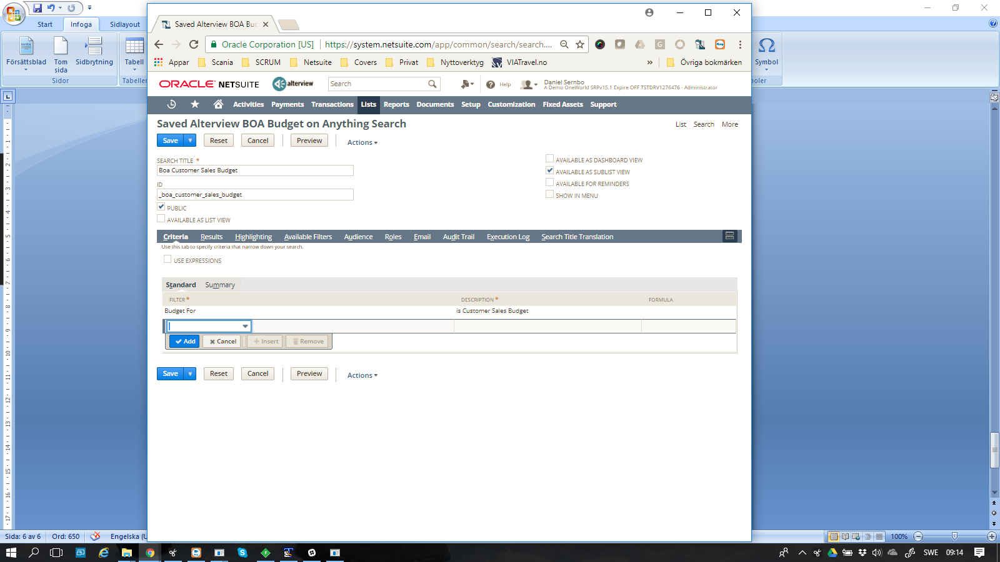 Start Infoga Sidlayout
Försättsblad Tom sida Sidbrytning Tabell
Sidor
Tabeller
Symbol
oler
Saved Alterview BOA Buc
Oracle Corporation [US] https://system.netsuite.com/app/common/search/search....
Appar Scania SCRUM Netsuite Covers Privat Nyttoverktyg VIATravel.no » Övriga bokmärken
ORACLE NETSUITE alterview Search Help Daniel Sernbo
A Demo OneWorld SRPv15.1 Expire OFF TSTDRV1276476 - Administrator
Activities Payments Transactions Lists Reports Documents Setup Customization Fixed Assets Support
Saved Alterview BOA Budget on Anything Search List Search More
Save Reset Cancel Preview Actions
SEARCH TITLE *
Boa Customer Sales Budget
ID
_boa_customer_sales_budget
PUBLIC
AVAILABLE AS LIST VIEW
AVAILABLE AS DASHBOARD VIEW
AVAILABLE AS SUBLIST VIEW
AVAILABLE FOR REMINDERS
SHOW IN MENU
Criteria Results Highlighting Available Filters Audience Roles Email Audit Trail Execution Log Search Title Translation
Use this tab to specify criteria that narrow down your search.
USE EXPRESSIONS
Standard Summary
FILTER * DESCRIPTION * FORMULA
Budget For is Customer Sales Budget
Add Cancel Insert Remove
Save Reset Cancel Preview Actions
Sida: 6 av 6 Ord: 650 Engelska (U 100%
SWE 09:14